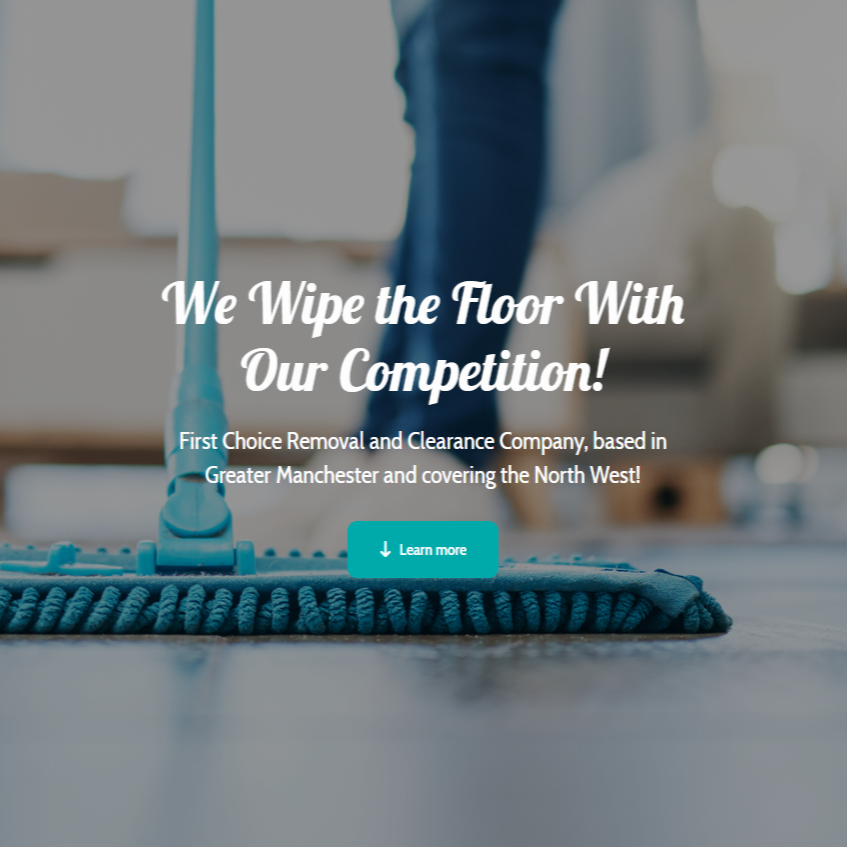 We Wipe the Floor With
Our Competition!
First Choice Removal and Clearance Company, based in
Greater Manchester and covering the North West!
↓ Learn more